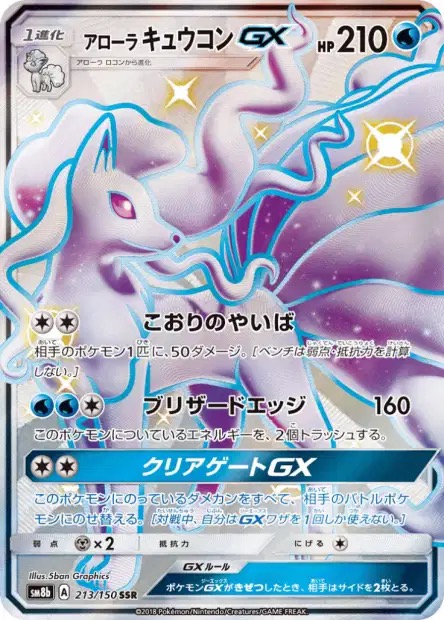 1進化
アローラ キュウコン GX HP 210
アローラ ロコンから進化
こおりのやいば
相手のポケモン1匹に、50ダメージ。[ベンチは弱点・抵抗力を計算
しない。]
ブリザードエッジ 160
このポケモンについているエネルギーを、2個トラッシュする。
クリアゲートGX
このポケモンにのっているダメカンをすべて、相手のバトルポケ
モンにのせ替える。[対戦中、自分はGXワザを1回しか使えない。]
弱点 ×2 抵抗力 にげる
Illus. 5ban Graphics
GXルール
ポケモンGXがきぜつしたとき、相手はサイドを2枚とる。
sm8b A 213/150 SSR
©2018 Pokémon/Nintendo/Creatures/GAME FREAK.